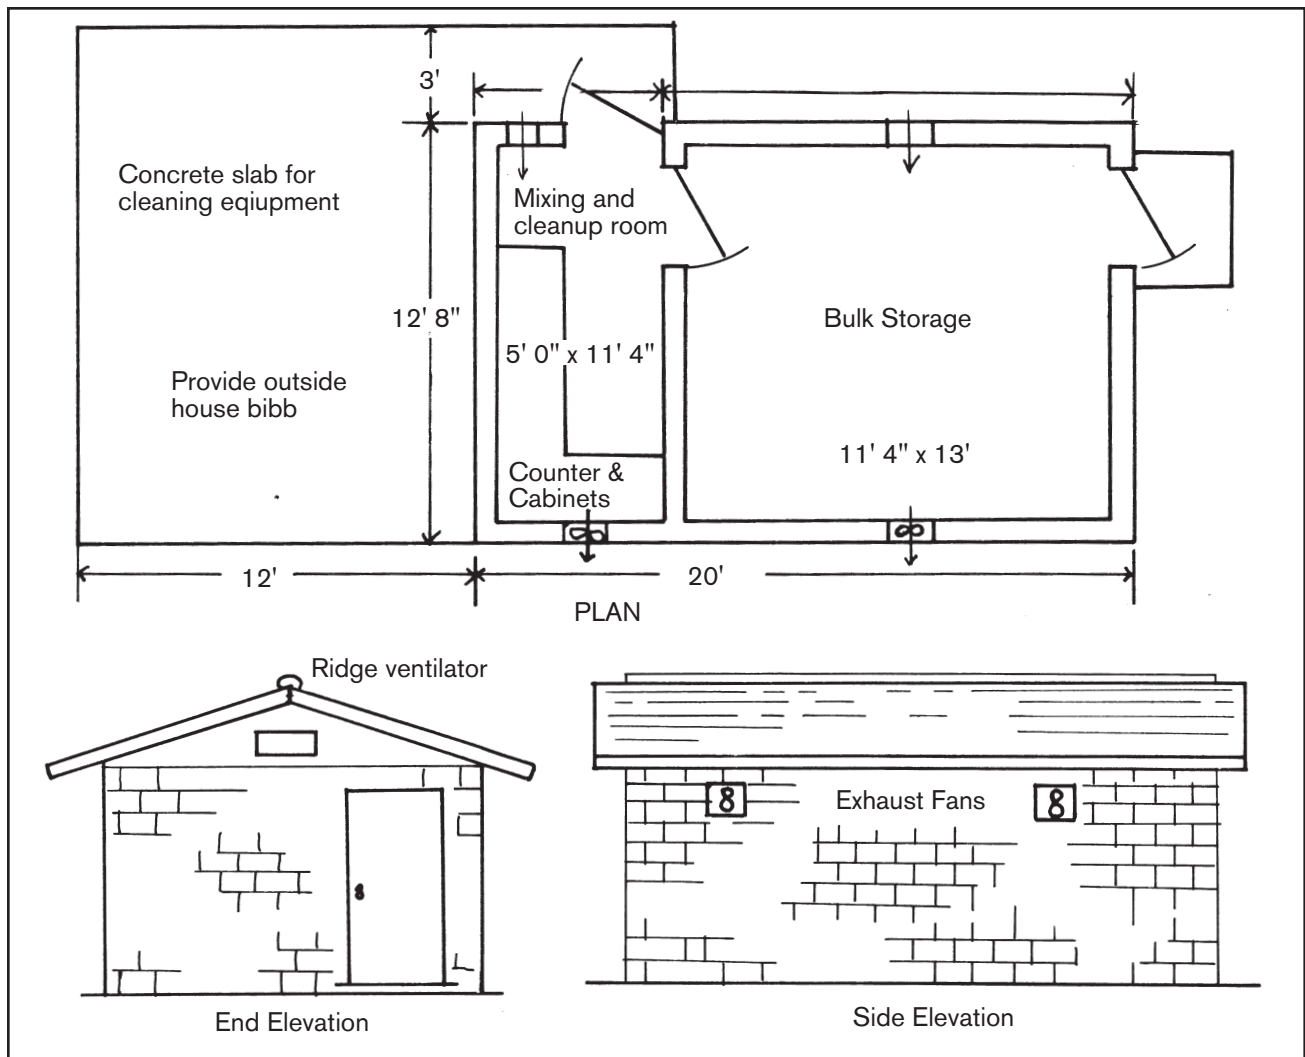 3'
Concrete slab for
cleaning eqiupment
Mixing and
cleanup room
12' 8"
Bulk Storage
5' 0" x 11' 4"
Provide outside
house bibb
11' 4" x 13'
Counter &
Cabinets
12'
20'
PLAN
Ridge ventilator
Exhaust Fans
End Elevation
Side Elevation